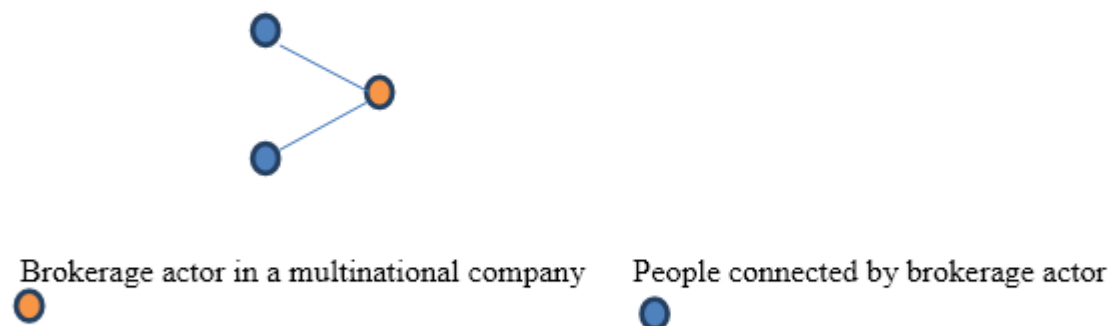 Brokerage actor in a multinational company
People connected by brokerage actor